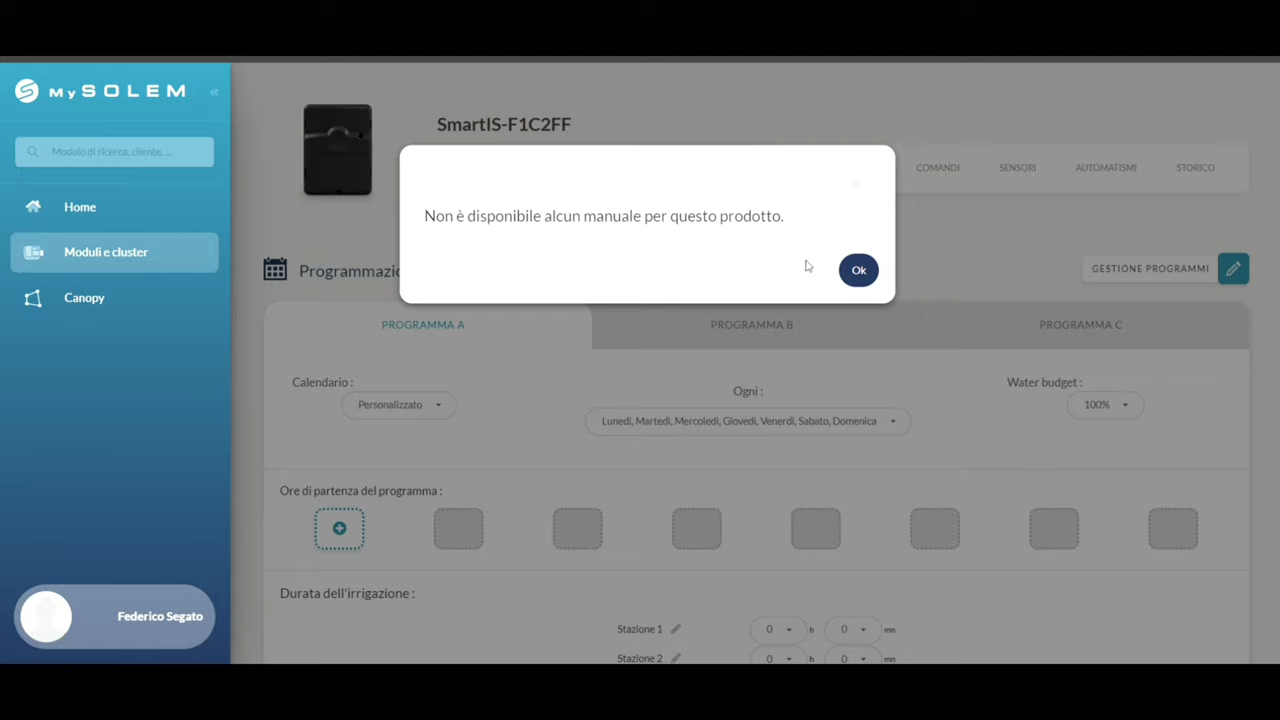 MySOLEM
«
Modulo di ricerca, cliente, ...
Home
Moduli e cluster
Canopy
Federico Segato
SmartIS-F1C2FF
COMANDI
SENSORI
AUTOMATISMI
STORICO
Non è disponibile alcun manuale per questo prodotto.
Ok
Programmazio
GESTIONE PROGRAMMI
PROGRAMMA A
PROGRAMMA B
PROGRAMMA C
Calendario :
Personalizzato
Ogni :
Lunedì, Martedì, Mercoledì, Giovedì, Venerdì, Sabato, Domenica
Water budget :
100%
Ore di partenza del programma :
Durata dell'irrigazione :
Stazione 1 0 h 0 mn
Stazione 2 0 h 0 mn